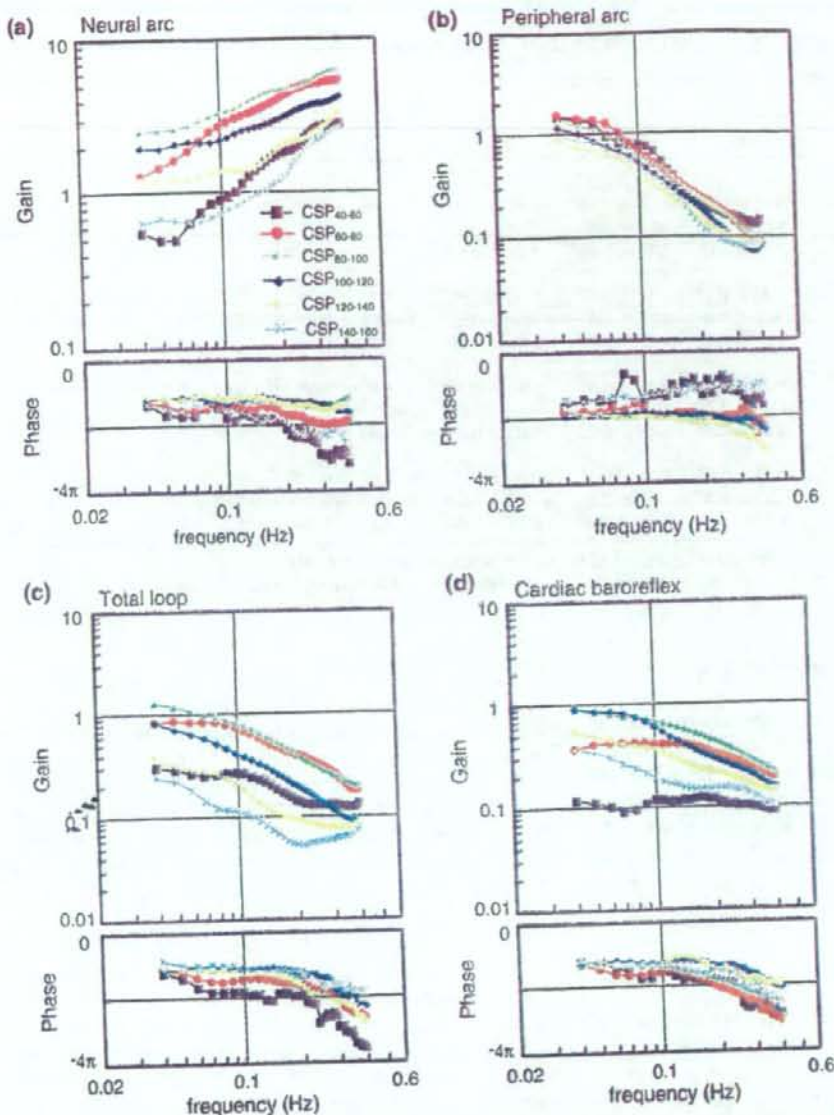 (a) Neural arc
10
1
0.1
Gain
CSP40-60
CSP60-80
CSP80-100
CSP100-120
CSP120-140
CSP140-160
0
-4π
Phase
0.02 0.1 0.6
frequency (Hz)
(b) Peripheral arc
10
1
0.1
0.01
Gain
0
-4π
Phase
0.02 0.1 0.6
frequency (Hz)
(c) Total loop
10
1
0.1
0.01
Gain
0
-4π
Phase
0.02 0.1 0.6
frequency (Hz)
(d) Cardiac baroreflex
10
1
0.1
0.01
Gain
0
-4π
Phase
0.02 0.1 0.6
frequency (Hz)